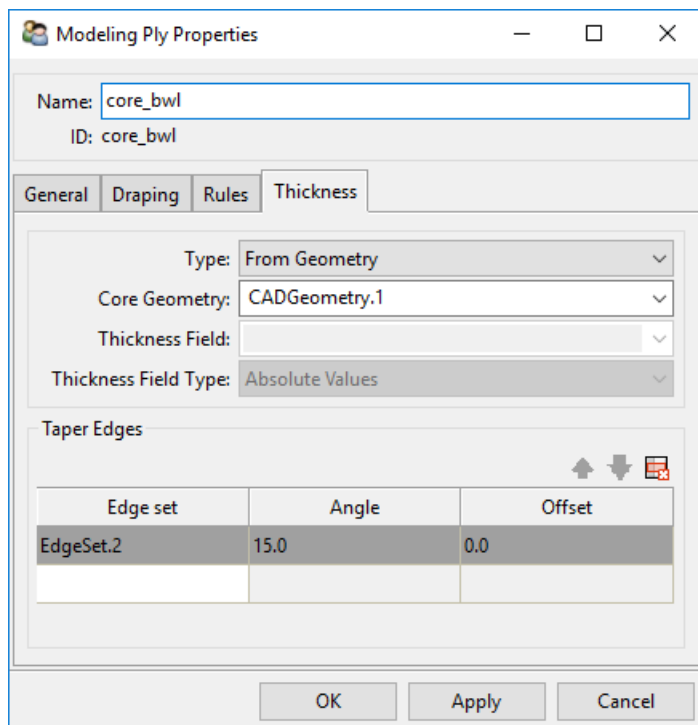 Modeling Ply Properties
Name: core_bwl
ID: core_bwl
General Draping Rules Thickness
Type: From Geometry
Core Geometry: CADGeometry.1
Thickness Field:
Thickness Field Type: Absolute Values
Taper Edges
Edge set Angle Offset
EdgeSet.2 15.0 0.0
OK Apply Cancel